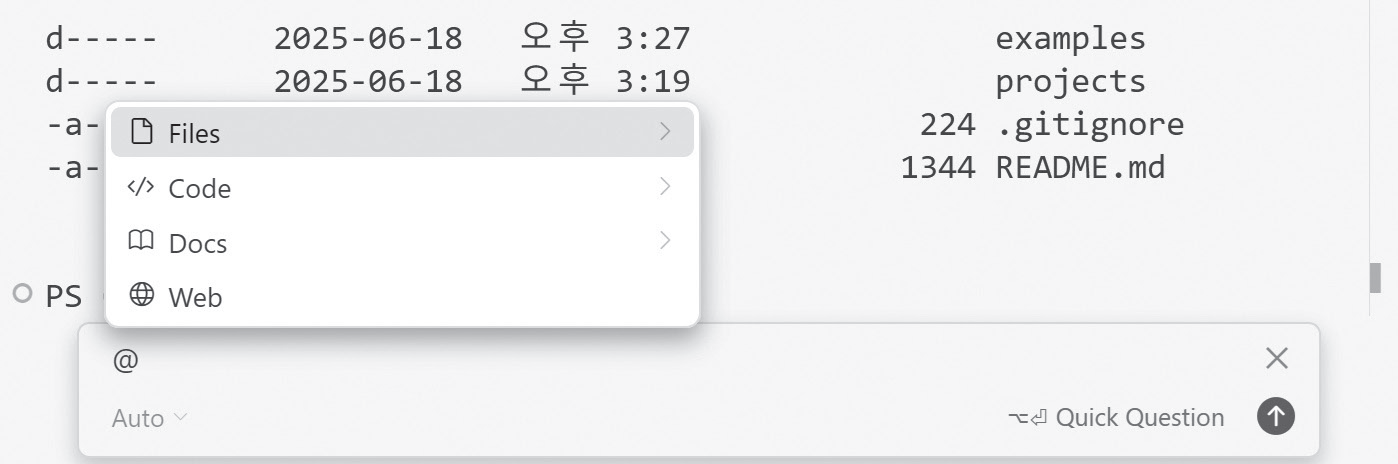 d-----      2025-06-18   오후 3:27      examples
d-----      2025-06-18   오후 3:19      projects
-a-      224 .gitignore
-a-      1344 README.md
Files
Code
Docs
Web
PS
@
Auto
Quick Question